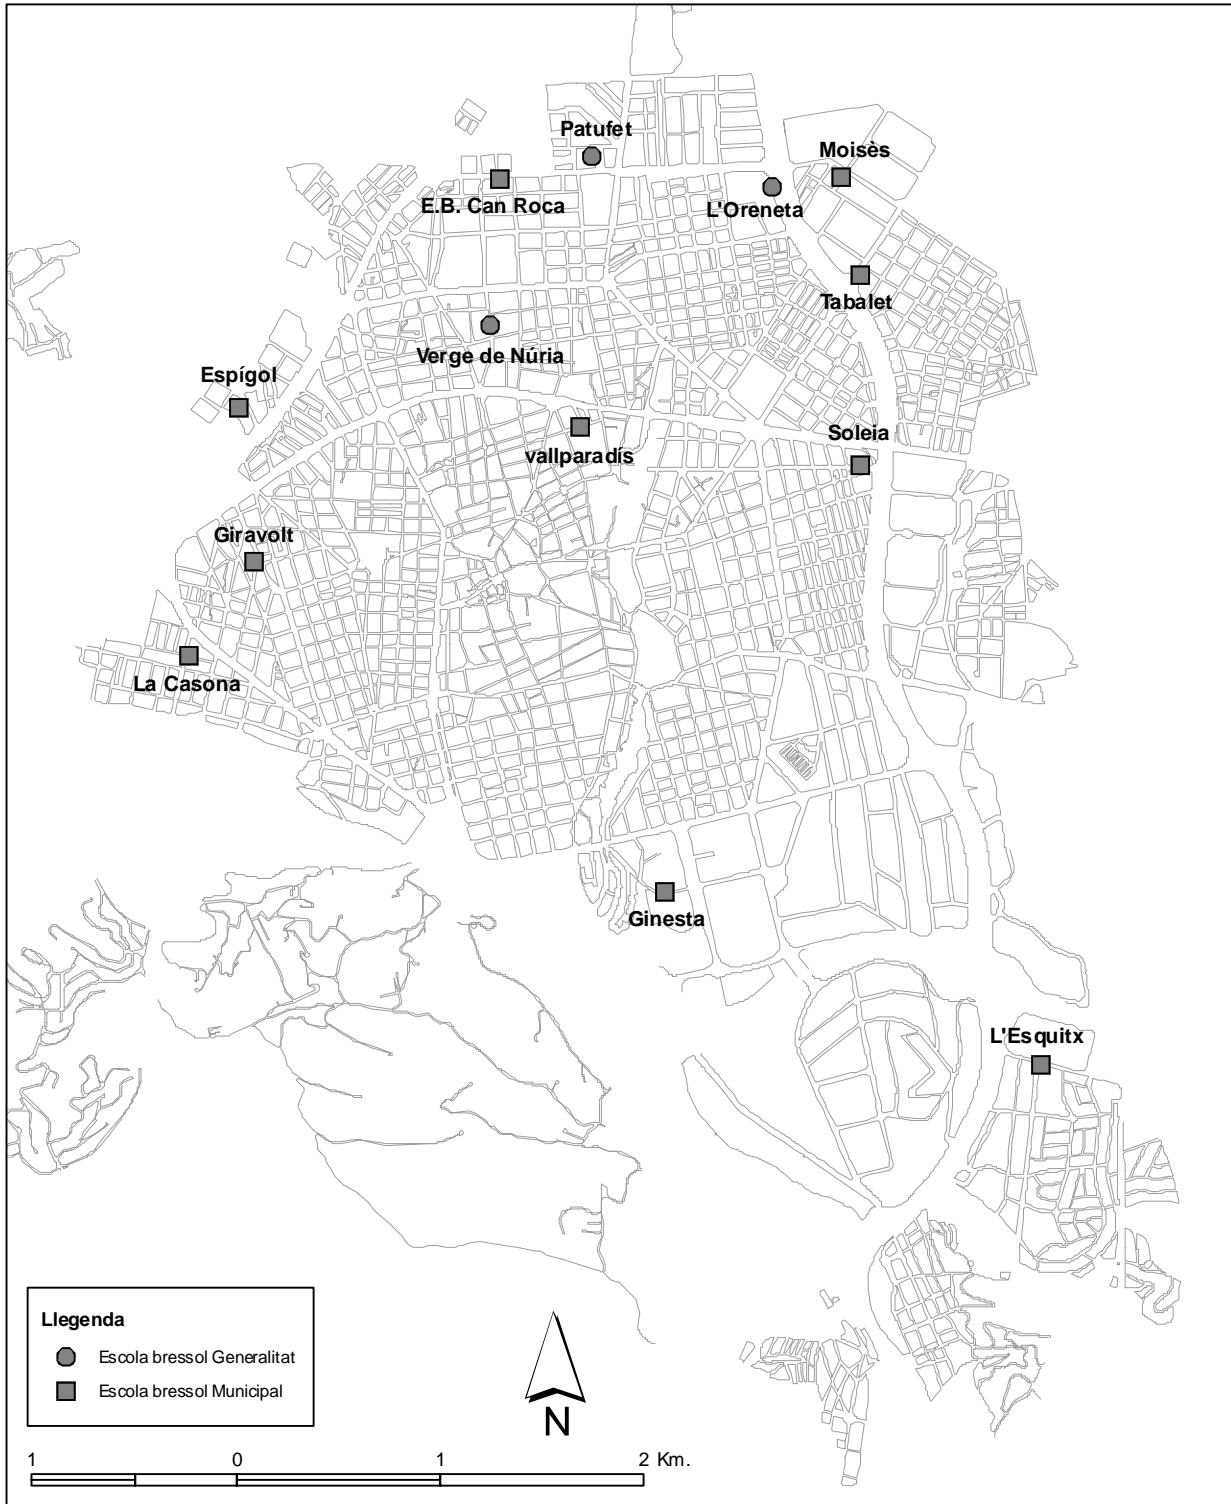 Patufet
Moisès
E.B. Can Roca
L'Oreneta
Tabalet
Verge de Núria
Espígol
Soleia
vallparadís
Giravolt
La Casona
Ginesta
L'Esquitx
Llegenda
Escola bressol Generalitat
Escola bressol Municipal
N
1 0 1 2 Km.